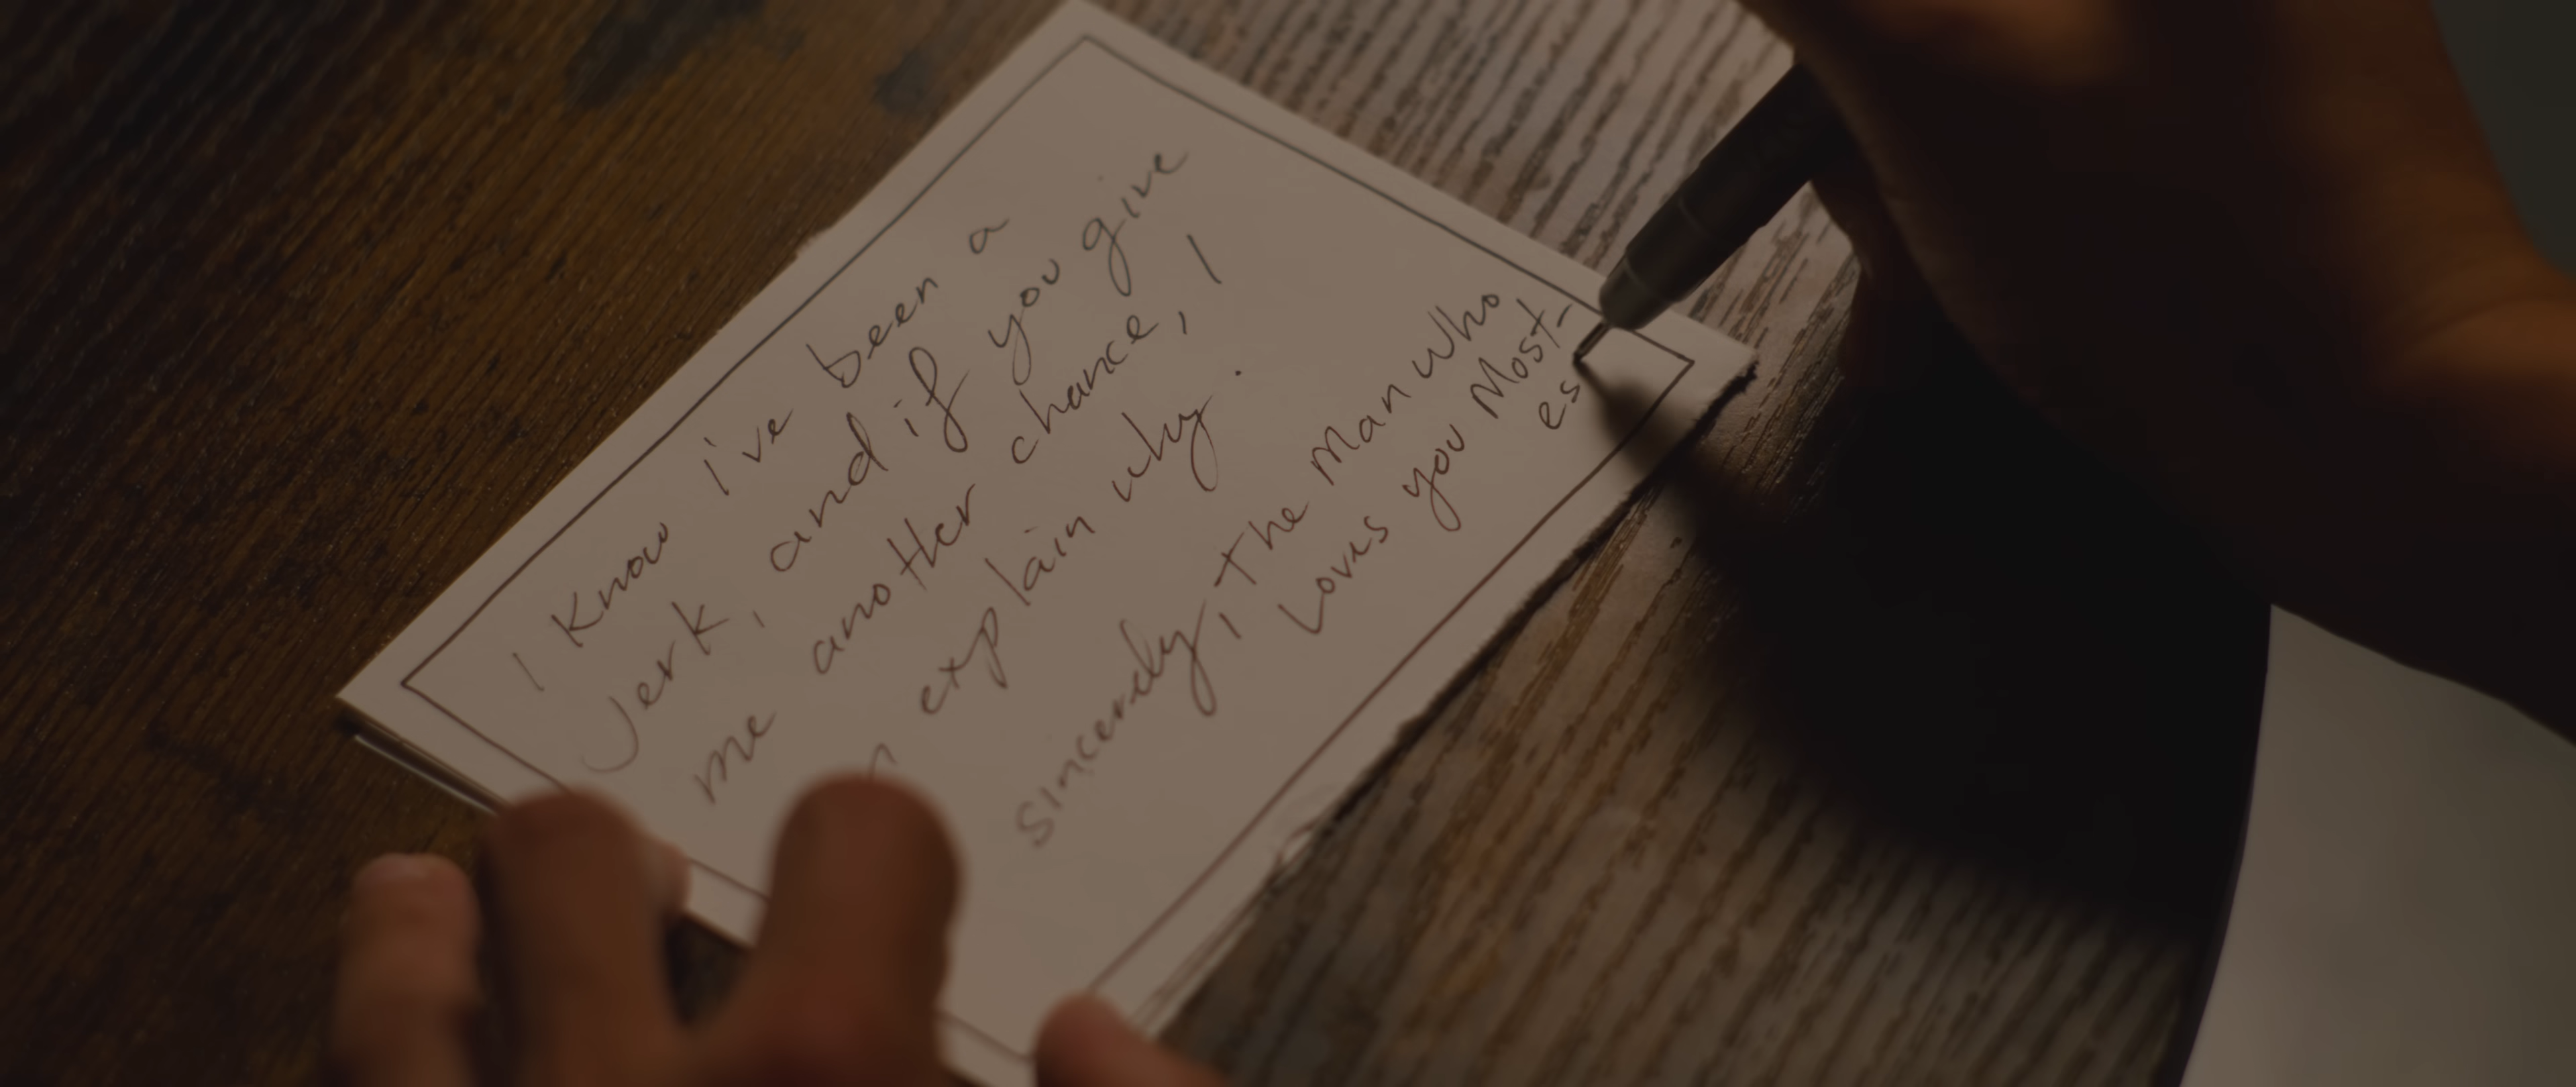 I Know i've been a
Jerk, and if you give
me another chance, I
explain why.
Sincerely, the Man who
Loves you Most-
es